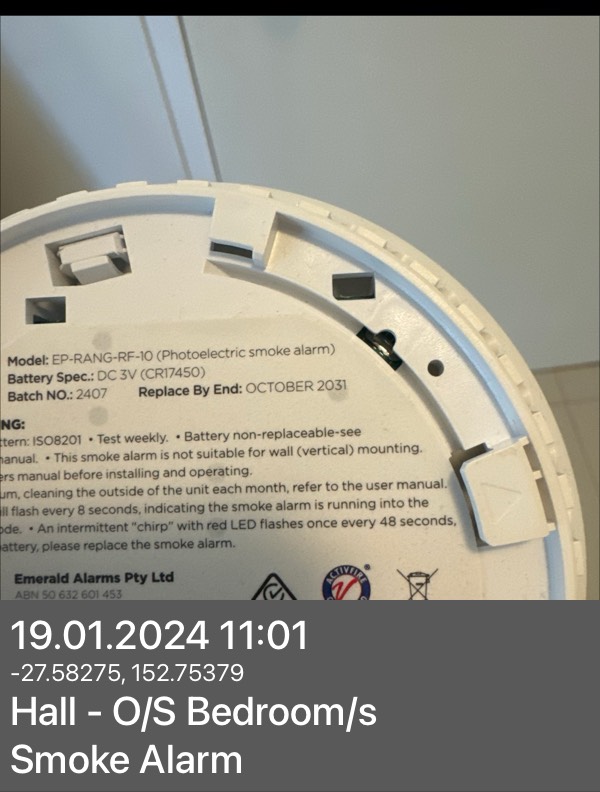 Model: EP-RANG-RF-10 (Photoelectric smoke alarm)
Battery Spec.: DC 3V (CR17450)
Batch NO.: 2407 Replace By End: OCTOBER 2031
NG:
ttern: ISO8201 • Test weekly. • Battery non-replaceable-see
anual. • This smoke alarm is not suitable for wall (vertical) mounting.
ers manual before installing and operating.
um, cleaning the outside of the unit each month, refer to the user manual.
ll flash every 8 seconds, indicating the smoke alarm is running into the
ode. • An intermittent "chirp" with red LED flashes once every 48 seconds,
attery, please replace the smoke alarm.
Emerald Alarms Pty Ltd
ABN 50 632 601 453
ACTIVFIRE
®
19.01.2024 11:01
-27.58275, 152.75379
Hall - O/S Bedroom/s
Smoke Alarm